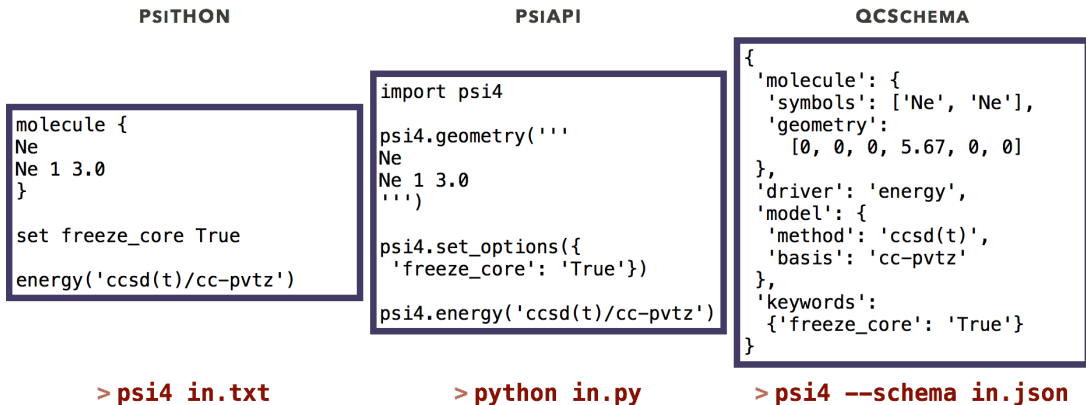 PSITHON
molecule {
Ne
Ne 1 3.0
}
set freeze_core True
energy('ccsd(t)/cc-pvtz')
> psi4 in.txt
PSIAPI
import psi4
psi4.geometry('''
Ne
Ne 1 3.0
''')
psi4.set_options({
'freeze_core': 'True'})
psi4.energy('ccsd(t)/cc-pvtz')
> python in.py
QCSCHEMA
{
'molecule': {
'symbols': ['Ne', 'Ne'],
'geometry':
[0, 0, 0, 5.67, 0, 0]
},
'driver': 'energy',
'model': {
'method': 'ccsd(t)',
'basis': 'cc-pvtz'
},
'keywords':
{'freeze_core': 'True'}
}
> psi4 --schema in.json